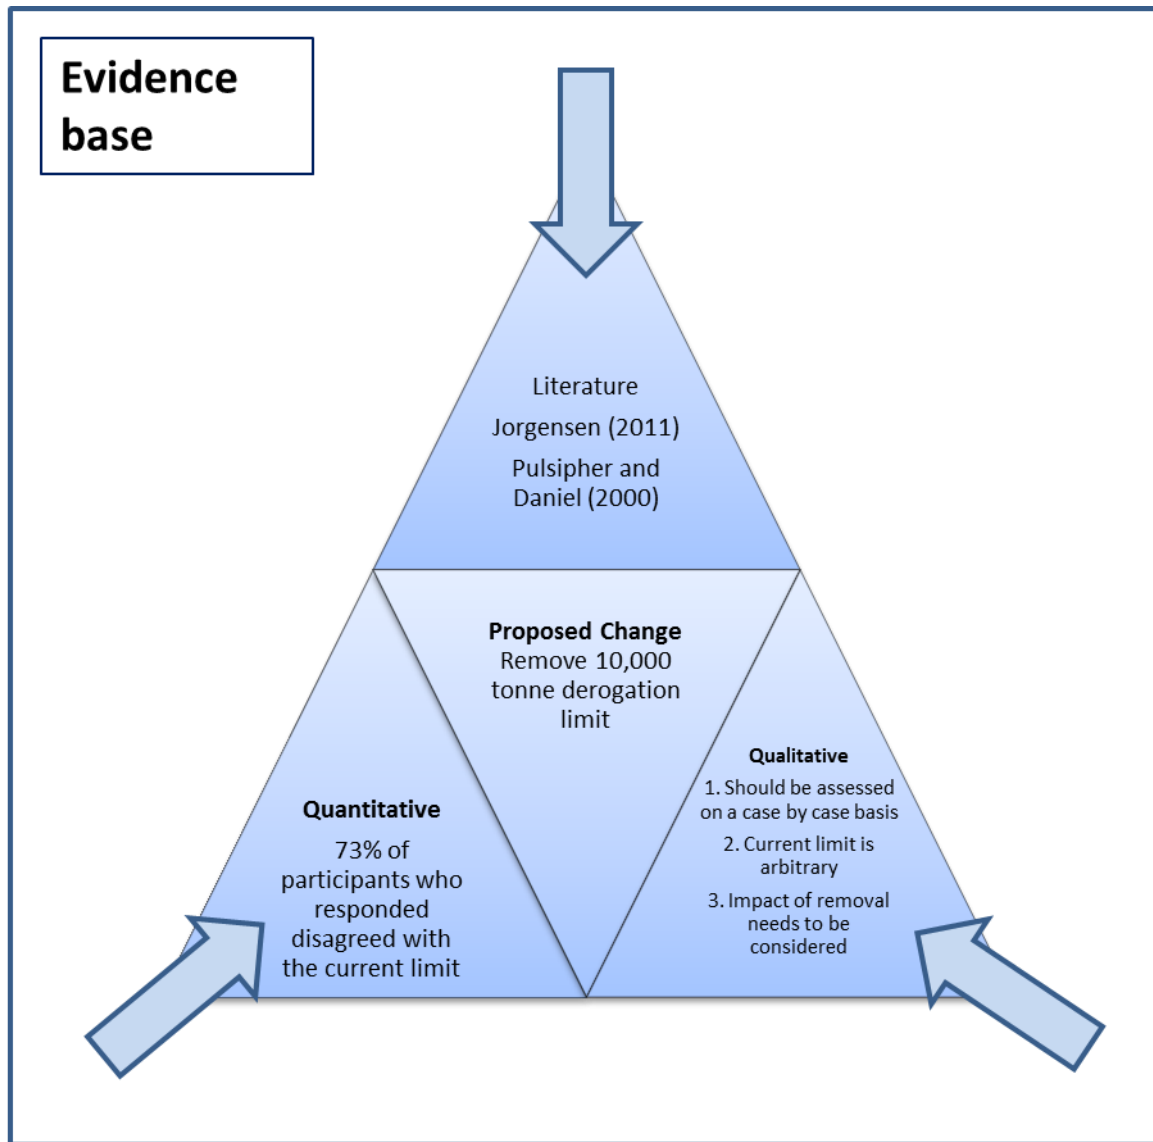 Evidence
base
Literature
Jorgensen (2011)
Pulsipher and
Daniel (2000)
Proposed Change
Remove 10,000
tonne derogation
limit
Quantitative
73% of
participants who
responded
disagreed with
the current limit
Qualitative
1. Should be assessed
on a case by case basis
2. Current limit is
arbitrary
3. Impact of removal
needs to be
considered